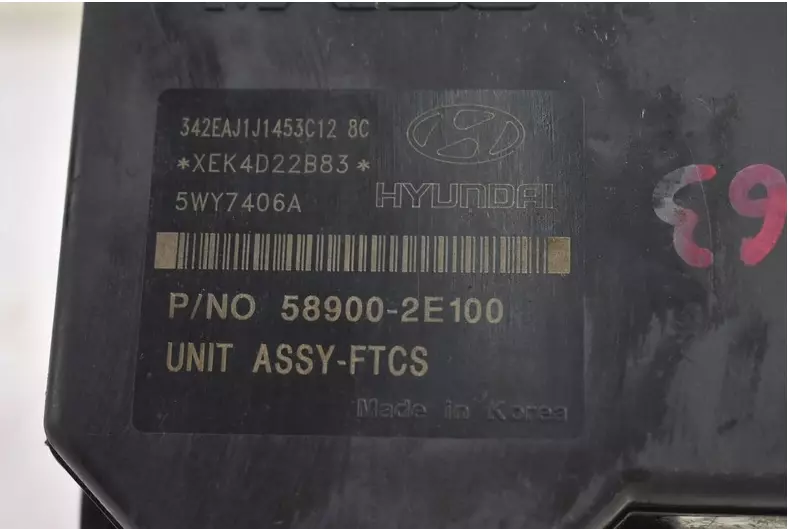 342EAJ1J1453C12 8C
*XEK4D22B83*
5WY7406A
HYUNDAI
P/NO 58900-2E100
UNIT ASSY-FTCS
Made in Korea